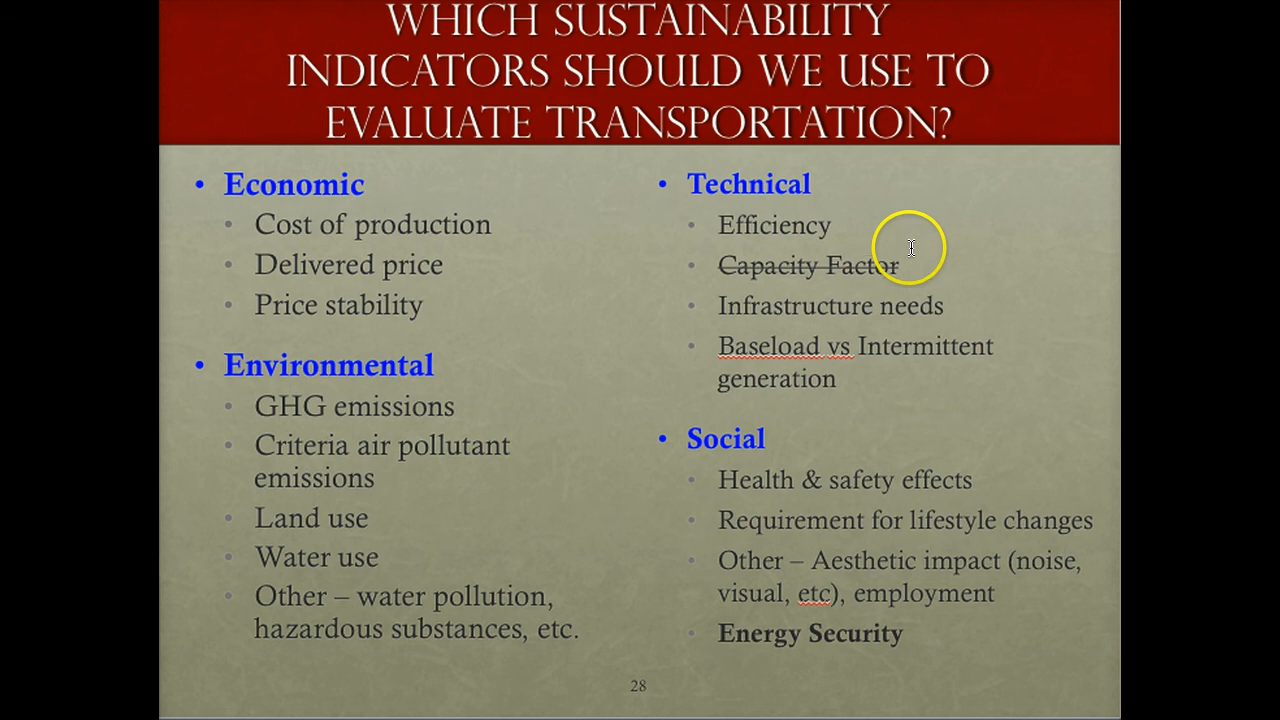 WHICH SUSTAINABILITY
INDICATORS SHOULD WE USE TO
EVALUATE TRANSPORTATION?
• Economic
• Cost of production
• Delivered price
• Price stability
• Environmental
• GHG emissions
• Criteria air pollutant
emissions
• Land use
• Water use
• Other – water pollution,
hazardous substances, etc.
• Technical
• Efficiency
• Capacity Factor
• Infrastructure needs
• Baseload vs Intermittent
generation
• Social
• Health & safety effects
• Requirement for lifestyle changes
• Other – Aesthetic impact (noise,
visual, etc), employment
• Energy Security
28